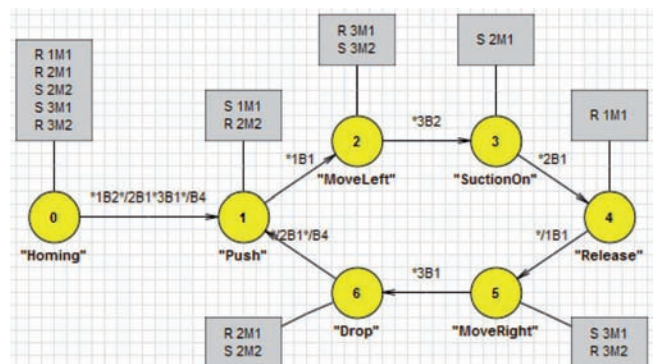 R 1M1
R 2M1
S 2M2
S 3M1
R 3M2
S 1M1
R 2M2
R 3M1
S 3M2
S 2M1
R 1M1
*1B1
2
*3B2
3
*2B1
"MoveLeft"
"SuctionOn"
0
*1B2*/2B1*3B1*/B4
1
4
"Homing"
"Push"
*/2B1*/B4
*/1B1
"Release"
6
*3B1
5
"Drop"
"MoveRight"
R 2M1
S 2M2
S 3M1
R 3M2